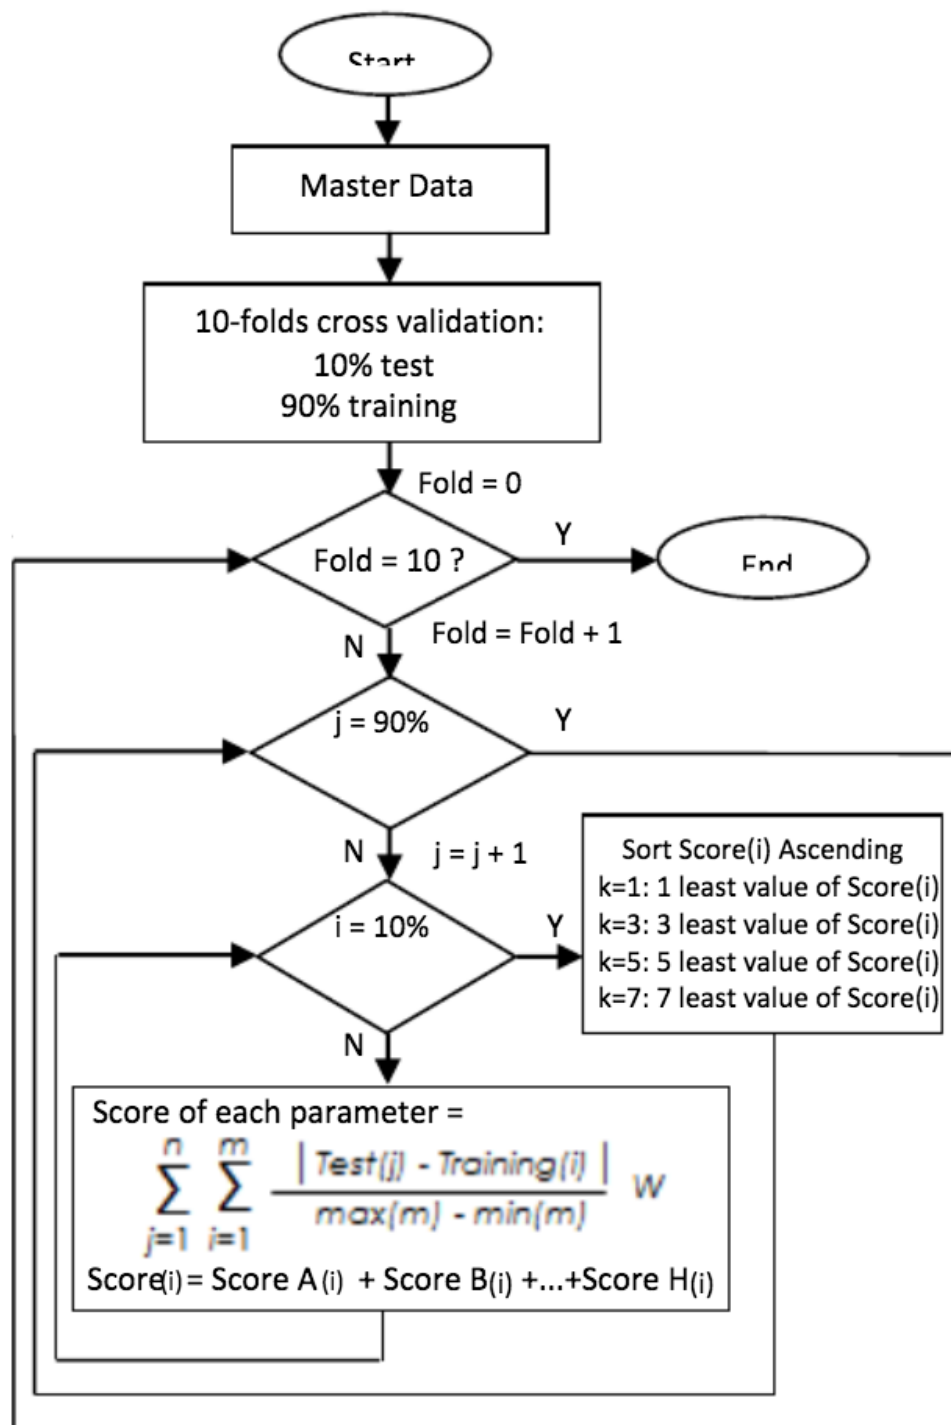 Start
Master Data
10-folds cross validation:
10% test
90% training
Fold = 0
Fold = 10 ?
Y
End
N
Fold = Fold + 1
j = 90%
Y
N
j = j + 1
i = 10%
Y
Sort Score(i) Ascending
k=1: 1 least value of Score(i)
k=3: 3 least value of Score(i)
k=5: 5 least value of Score(i)
k=7: 7 least value of Score(i)
N
Score of each parameter =
n m
∑ ∑ | Test(j) - Training(i) | W
j=1 i=1 max(m) - min(m)
Score(i) = Score A(i) + Score B(i) +...+Score H(i)